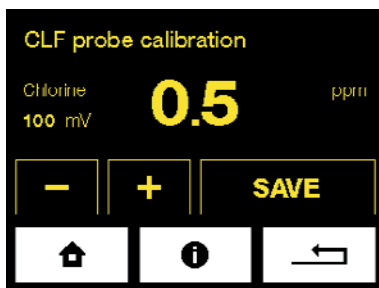 CLF probe calibration
Chlorine 0.5 ppm
100 mV
− + SAVE
i